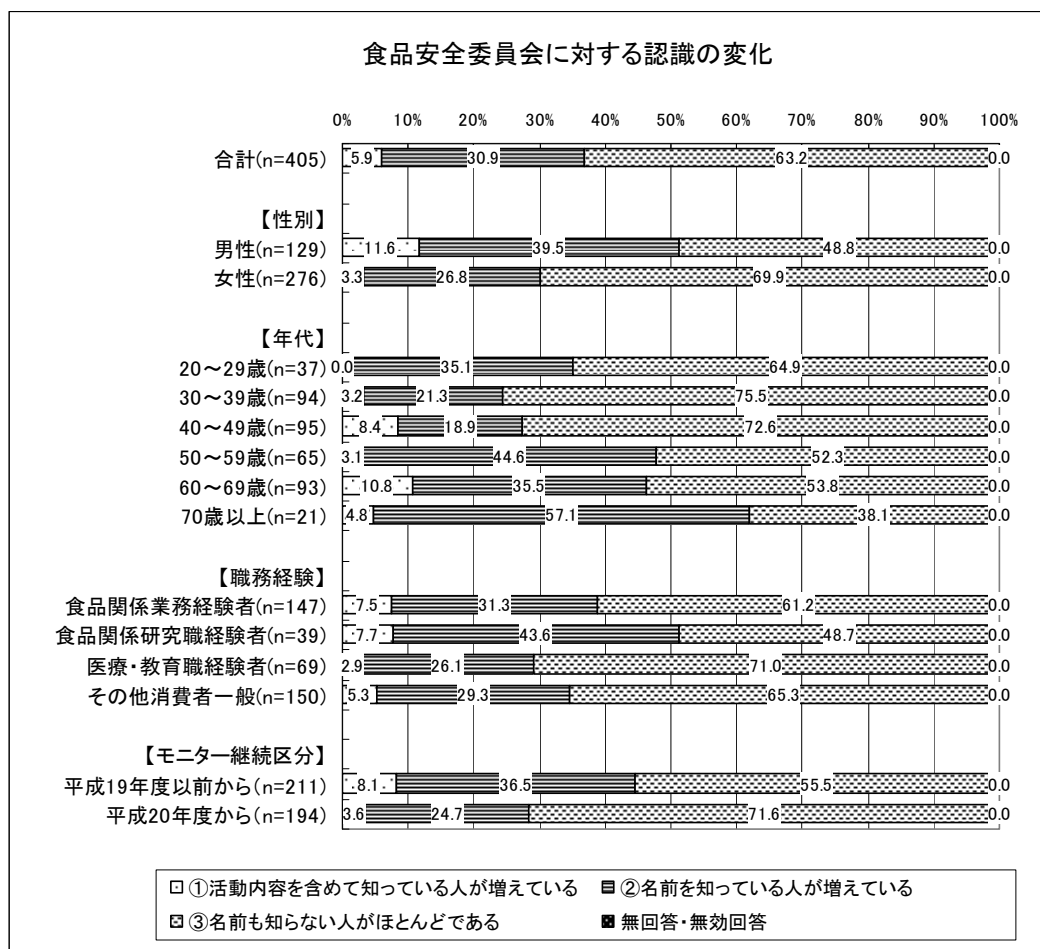 食品安全委員会に対する認識の変化
0% 10% 20% 30% 40% 50% 60% 70% 80% 90% 100%
合計(n=405) 5.9 30.9 63.2 0.0
【性別】
男性(n=129) 11.6 39.5 48.8 0.0
女性(n=276) 3.3 26.8 69.9 0.0
【年代】
20～29歳(n=37) 0.0 35.1 64.9 0.0
30～39歳(n=94) 3.2 21.3 75.5 0.0
40～49歳(n=95) 8.4 18.9 72.6 0.0
50～59歳(n=65) 3.1 44.6 52.3 0.0
60～69歳(n=93) 10.8 35.5 53.8 0.0
70歳以上(n=21) 4.8 57.1 38.1 0.0
【職務経験】
食品関係業務経験者(n=147) 7.5 31.3 61.2 0.0
食品関係研究職経験者(n=39) 7.7 43.6 48.7 0.0
医療・教育職経験者(n=69) 2.9 26.1 71.0 0.0
その他消費者一般(n=150) 5.3 29.3 65.3 0.0
【モニター継続区分】
平成19年度以前から(n=211) 8.1 36.5 55.5 0.0
平成20年度から(n=194) 3.6 24.7 71.6 0.0
①活動内容を含めて知っている人が増えている ②名前を知っている人が増えている
③名前も知らない人がほとんどである 無回答・無効回答